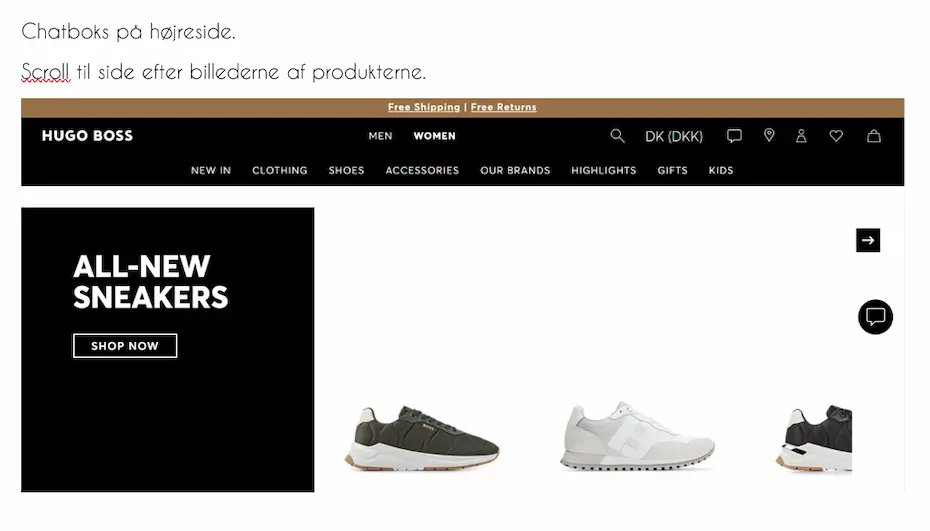 Chatboks på højreside.
Scroll til side efter billederne af produkterne.
Free Shipping | Free Returns
HUGO BOSS MEN WOMEN DK (DKK)
NEW IN CLOTHING SHOES ACCESSORIES OUR BRANDS HIGHLIGHTS GIFTS KIDS
ALL-NEW
SNEAKERS
SHOP NOW
BOSS